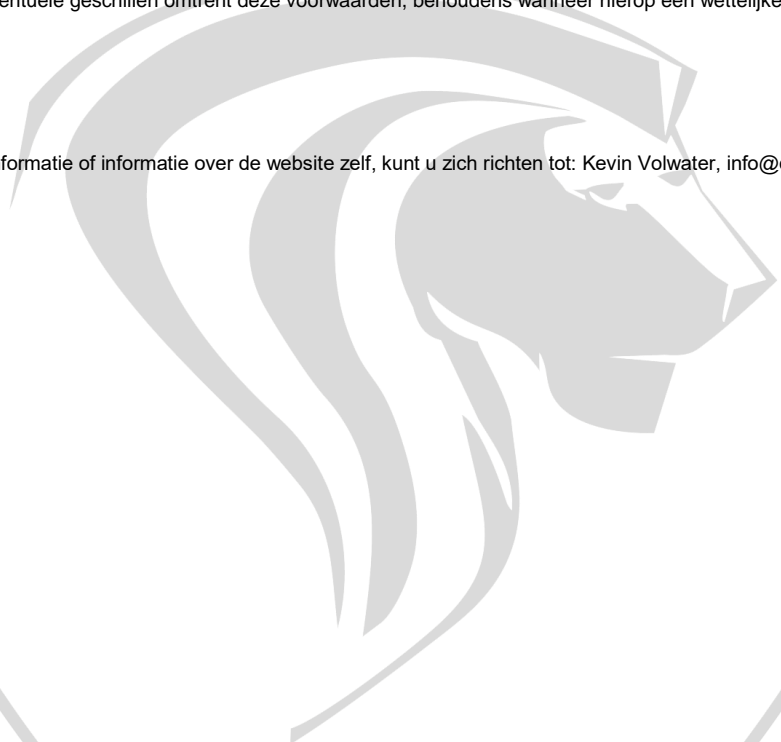 entuele geschillen omtrent deze voorwaarden, behoudens wanneer hierop een wettelijke
formatie of informatie over de website zelf, kunt u zich richten tot: Kevin Volwater, info@